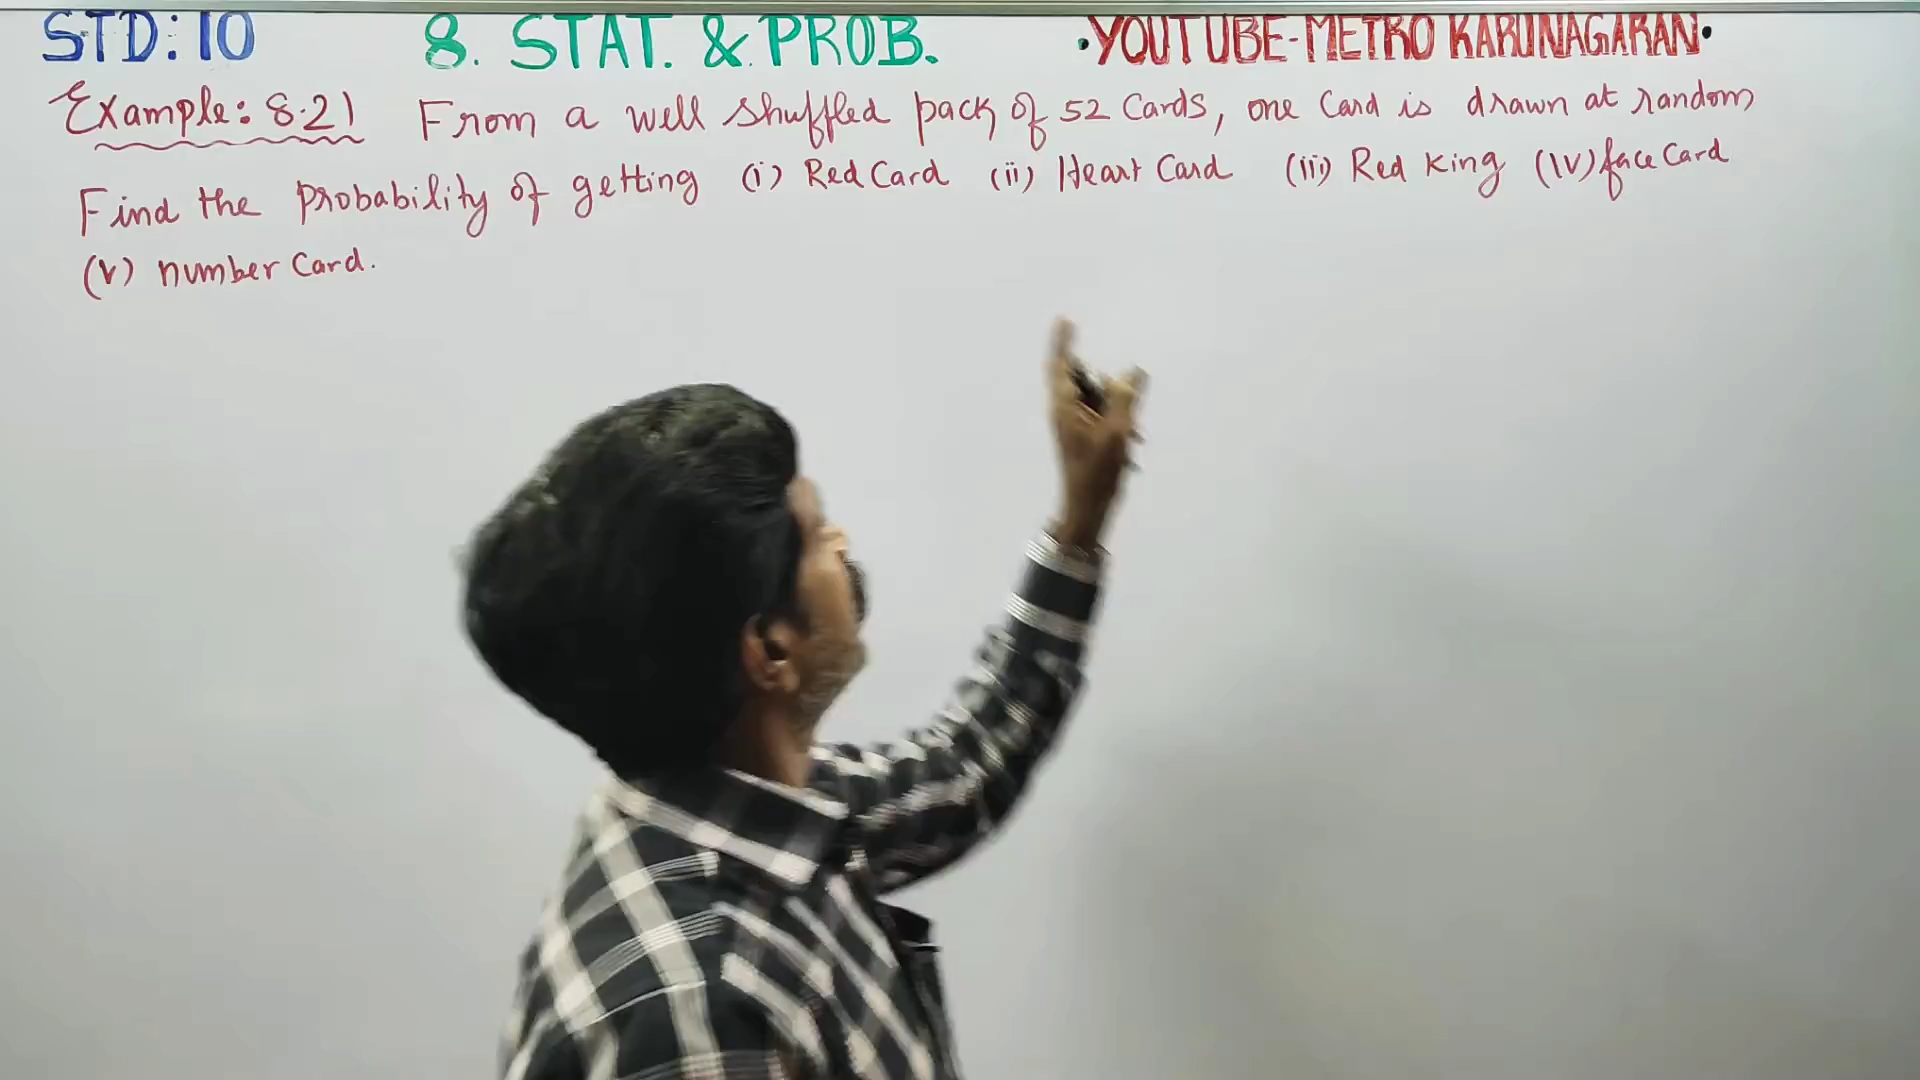 STD: 10 8. STAT. & PROB. •YOUTUBE-METRO KARUNAGARAN•
Example: 8.21 From a well shuffled pack of 52 Cards, one Card is drawn at random
Find the Probability of getting (i) Red Card (ii) Heart Card (iii) Red King (iv) face Card
(v) number Card.